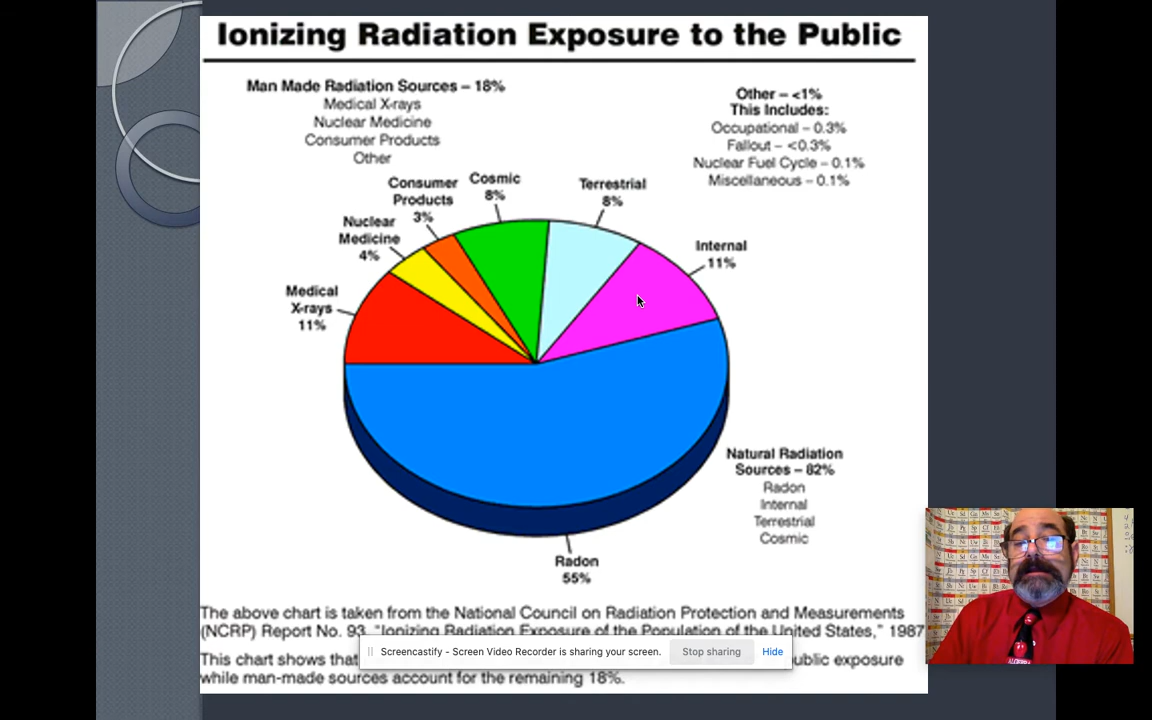 Ionizing Radiation Exposure to the Public
Man Made Radiation Sources – 18%
Medical X-rays
Nuclear Medicine
Consumer Products
Other
Other – <1%
This Includes:
Occupational – 0.3%
Fallout – <0.3%
Nuclear Fuel Cycle – 0.1%
Miscellaneous – 0.1%
Cosmic
8%
Terrestrial
8%
Consumer
Products
3%
Nuclear
Medicine
4%
Internal
11%
Medical
X-rays
11%
Natural Radiation
Sources – 82%
Radon
Internal
Terrestrial
Cosmic
Radon
55%
The above chart is taken from the National Council on Radiation Protection and Measurements
(NCRP) Report No. 93, "Ionizing Radiation Exposure of the Population of the United States," 1987
Screencastify - Screen Video Recorder is sharing your screen.
Stop sharing
Hide
This chart shows that public exposure
while man-made sources account for the remaining 18%.